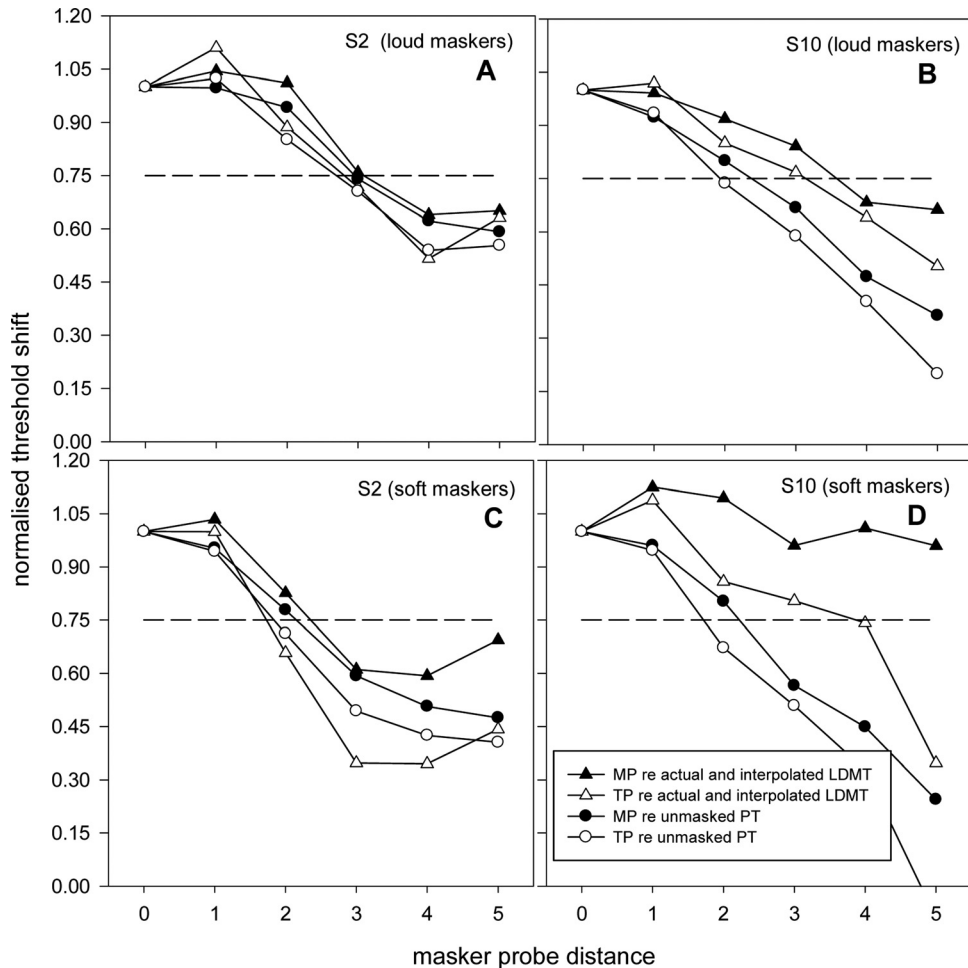 1.20
1.05
0.90
0.75
0.60
0.45
0.30
0.15
0.00
S2 (loud maskers)
A
S10 (loud maskers)
B
1.20
1.05
0.90
0.75
0.60
0.45
0.30
0.15
0.00
S2 (soft maskers)
C
S10 (soft maskers)
D
MP re actual and interpolated LDMT
TP re actual and interpolated LDMT
MP re unmasked PT
TP re unmasked PT
0 1 2 3 4 5
0 1 2 3 4 5
normalised threshold shift
masker probe distance